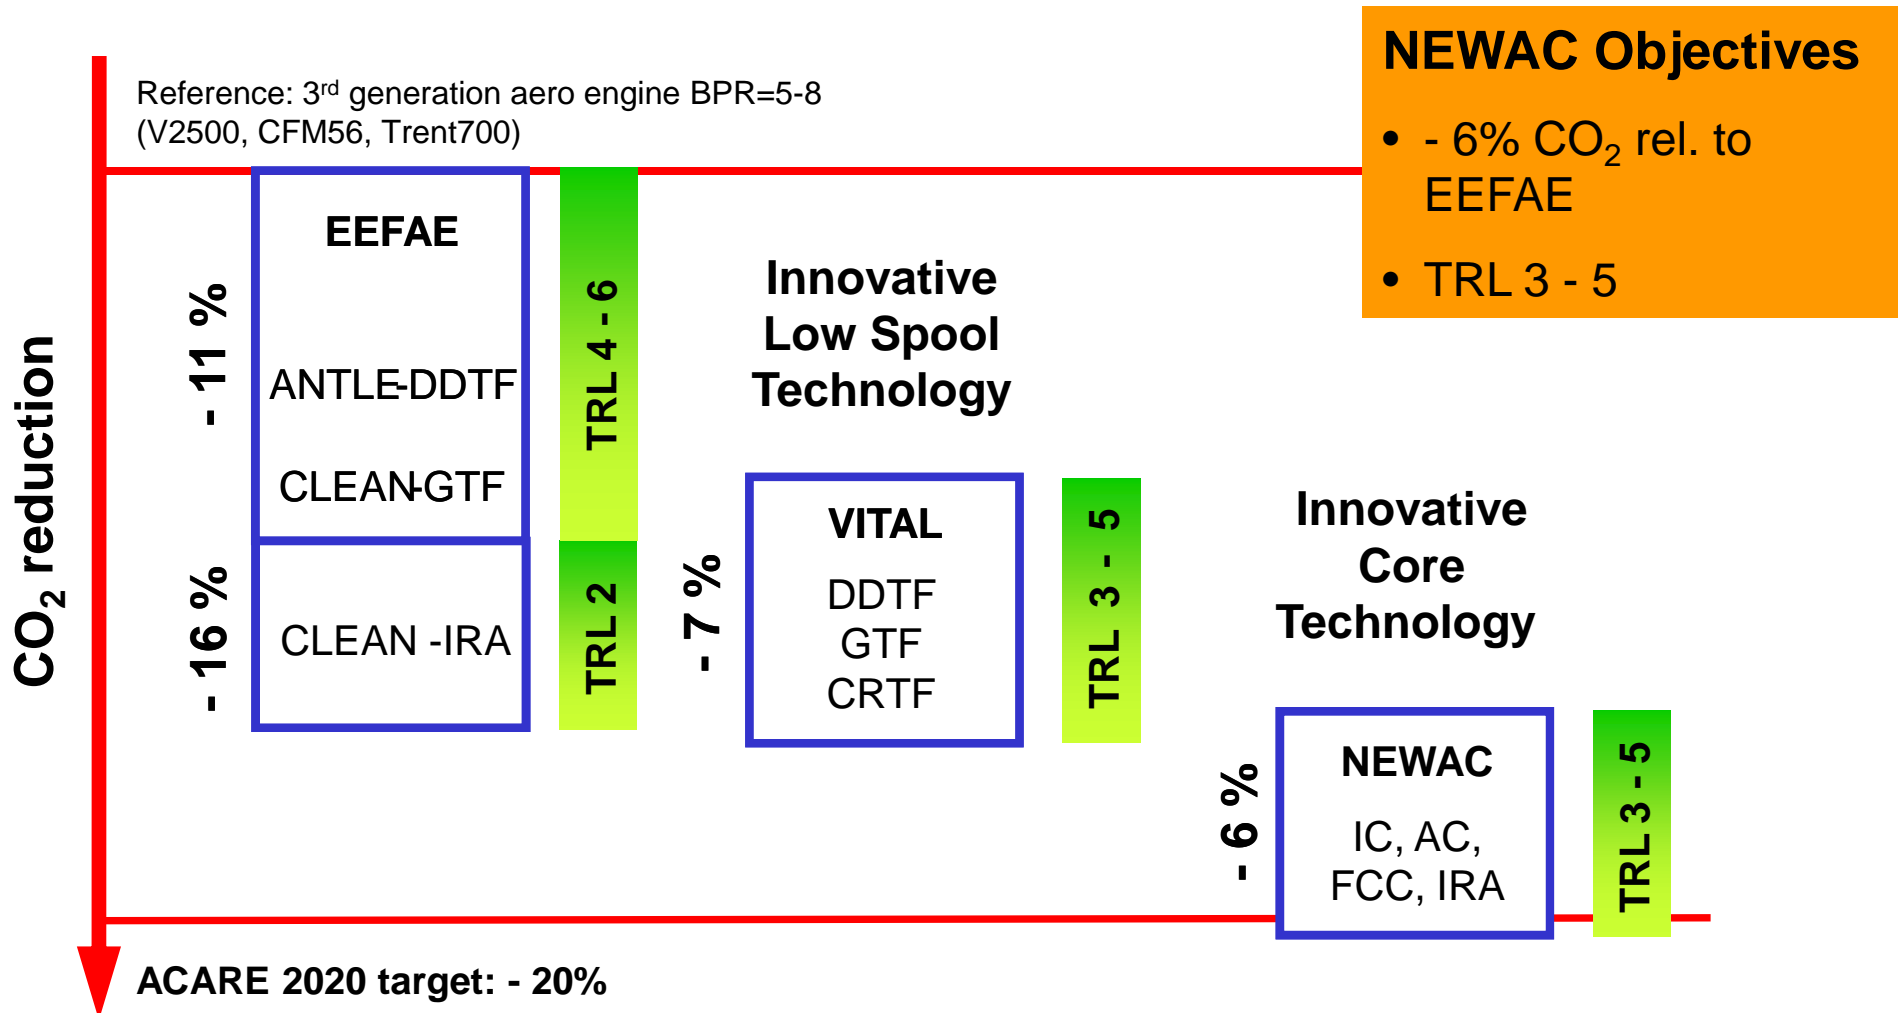 NEWAC Objectives
• - 6% CO₂ rel. to
EEFAE
• TRL 3 - 5
Reference: 3rd generation aero engine BPR=5-8
(V2500, CFM56, Trent700)
CO₂ reduction
- 11 %
EEFAE
ANTLE-DDTF
CLEAN-GTF
TRL 4 - 6
- 16 %
CLEAN -IRA
TRL 2
Innovative
Low Spool
Technology
- 7 %
VITAL
DDTF
GTF
CRTF
TRL 3 - 5
Innovative
Core
Technology
- 6 %
NEWAC
IC, AC,
FCC, IRA
TRL 3 - 5
ACARE 2020 target: - 20%